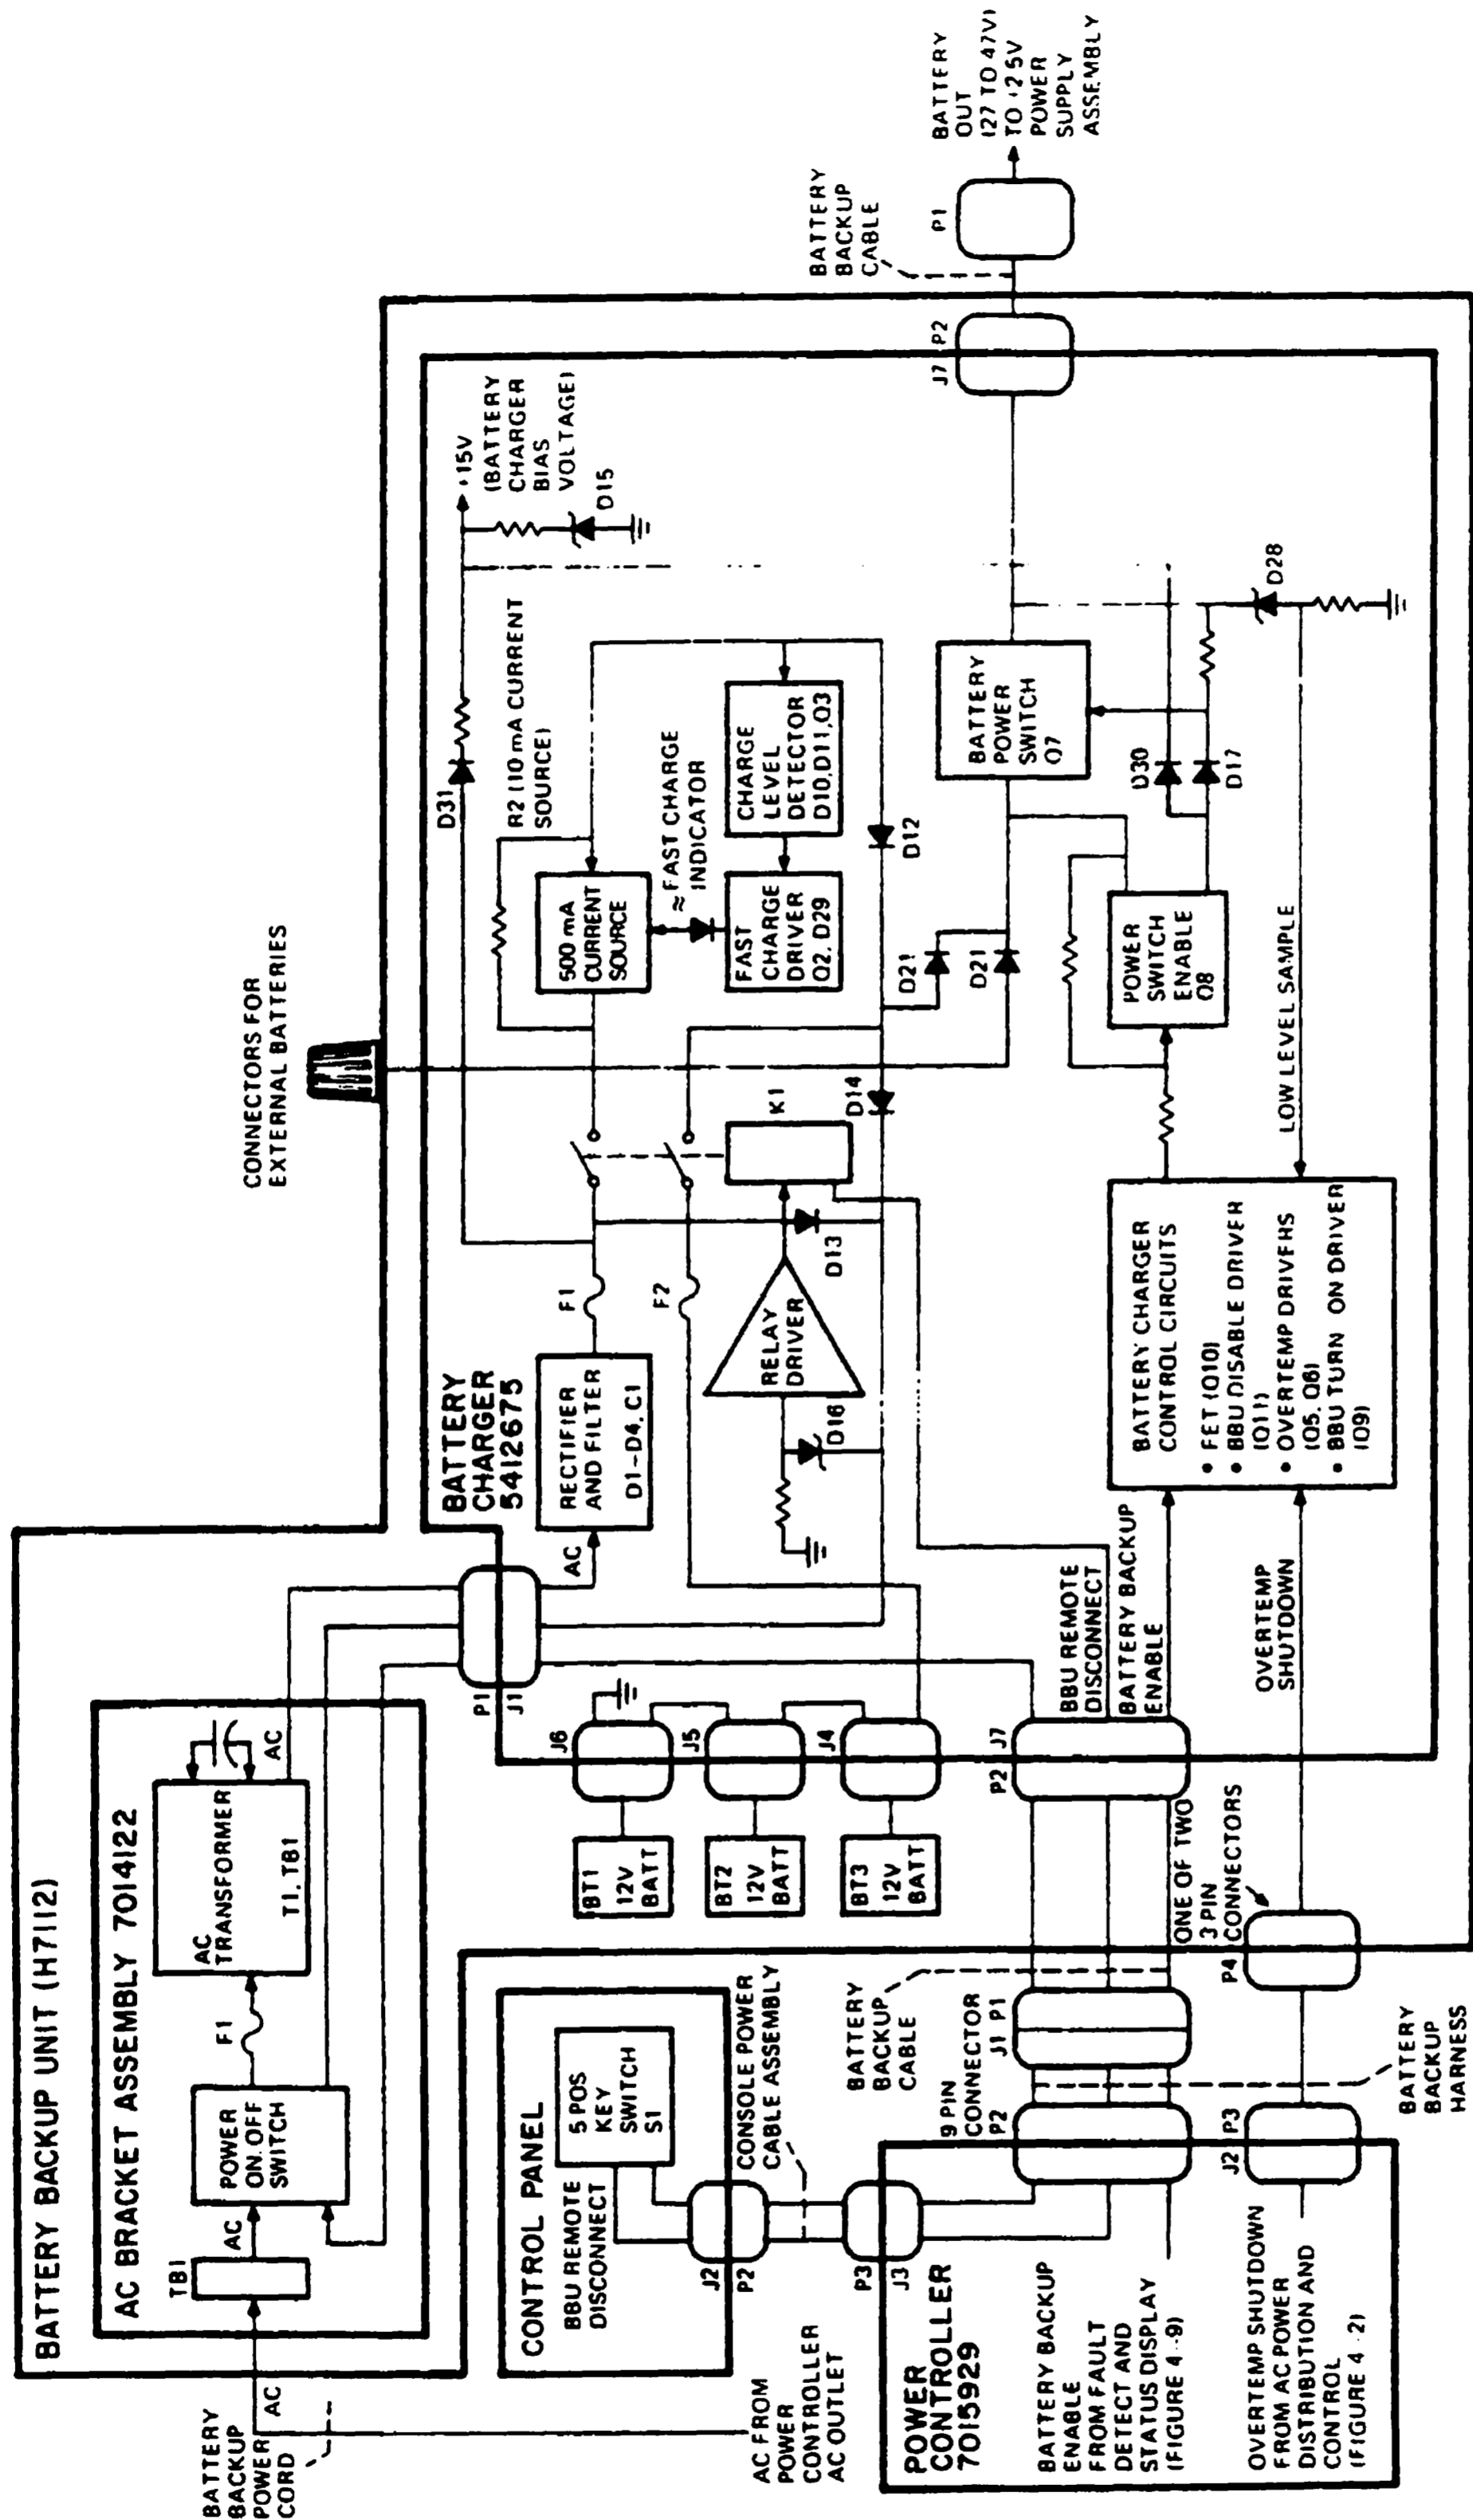 BATTERY BACKUP UNIT (H7112)
AC BRACKET ASSEMBLY 7014122
TB1
AC
POWER
ON.OFF
SWITCH
F1
AC
TRANSFORMER
T1.TB1
AC
BATTERY
BACKUP
POWER
CORD
AC
AC FROM
POWER
CONTROLLER
AC OUTLET
CONTROL PANEL
BBU REMOTE
DISCONNECT
5 POS
KEY
SWITCH
S1
J2
P2
CONSOLE POWER
CABLE ASSEMBLY
P3
J3
POWER
CONTROLLER
7015929
BATTERY BACKUP
ENABLE
FROM FAULT
DETECT AND
STATUS DISPLAY
(FIGURE 4-9)
OVERTEMP SHUTDOWN
FROM AC POWER
DISTRIBUTION AND
CONTROL
(FIGURE 4 2)
9 PIN
CONNECTOR
P2
J1 P1
BATTERY
BACKUP
CABLE
J2
P3
BATTERY
BACKUP
HARNESS
P4
ONE OF TWO
3 PIN
CONNECTORS
BT1
12V
BATT
BT2
12V
BATT
BT3
12V
BATT
J6
J5
J4
P2
J7
P1
J1
BBU REMOTE
DISCONNECT
BATTERY BACKUP
ENABLE
OVERTEMP
SHUTDOWN
BATTERY
CHARGER
5412675
AC
RECTIFIER
AND FILTER
D1-D4, C1
F1
F2
D16
RELAY
DRIVER
D13
K1
D14
CONNECTORS FOR
EXTERNAL BATTERIES
BATTERY CHARGER
CONTROL CIRCUITS
• FET (Q10)
• BBU DISABLE DRIVER
(Q11)
• OVERTEMP DRIVERS
(Q5, Q6)
• BBU TURN ON DRIVER
(Q9)
LOW LEVEL SAMPLE
D31
R2 (10 mA CURRENT
SOURCE)
500 mA
CURRENT
SOURCE
≈ FAST CHARGE
INDICATOR
FAST
CHARGE
DRIVER
Q2, D29
CHARGE
LEVEL
DETECTOR
D10,D11,Q3
D12
D21
D21
POWER
SWITCH
ENABLE
Q8
BATTERY
POWER
SWITCH
Q7
D30
D17
D28
+15V
(BATTERY
CHARGER
BIAS
VOLTAGE)
D15
J7
P2
BATTERY
BACKUP
CABLE
P1
BATTERY
OUT
(27 TO 47V)
TO +2.5V
POWER
SUPPLY
ASSEMBLY